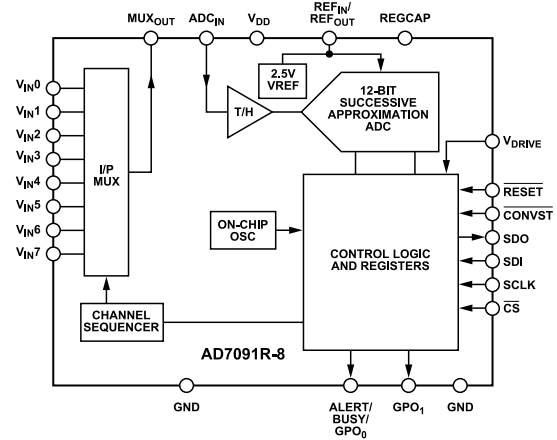 MUXOUT
ADCIN
VDD
REFIN/
REFOUT
REGCAP
2.5V
VREF
12-BIT
SUCCESSIVE
APPROXIMATION
ADC
T/H
VIN0
VIN1
VIN2
VIN3
VIN4
VIN5
VIN6
VIN7
I/P
MUX
VDRIVE
RESET
CONVST
SDO
SDI
SCLK
CS
ON-CHIP
OSC
CONTROL LOGIC
AND REGISTERS
CHANNEL
SEQUENCER
AD7091R-8
GND
ALERT/
BUSY/
GPO0
GPO1
GND